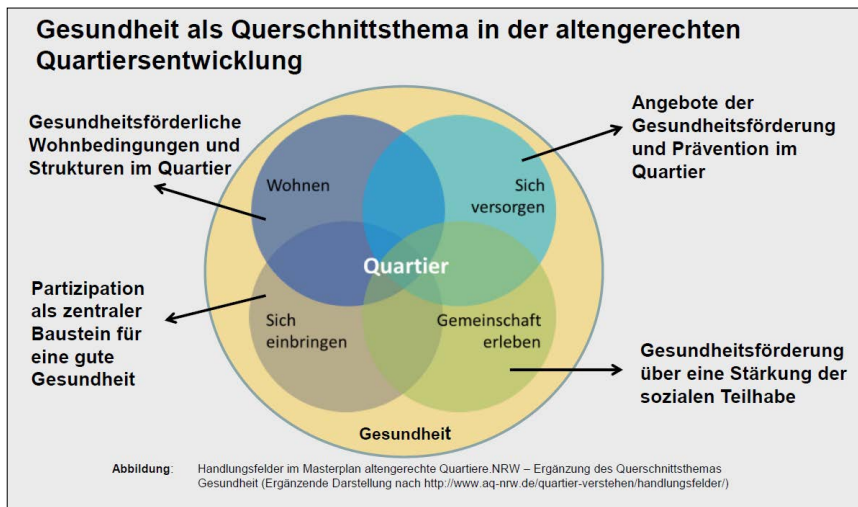 Gesundheit als Querschnittsthema in der altengerechten
Quartiersentwicklung
Gesundheitsförderliche
Wohnbedingungen und
Strukturen im Quartier
Angebote der
Gesundheitsförderung
und Prävention im
Quartier
Wohnen
Sich
versorgen
Quartier
Partizipation
als zentraler
Baustein für
eine gute
Gesundheit
Sich
einbringen
Gemeinschaft
erleben
Gesundheitsförderung
über eine Stärkung der
sozialen Teilhabe
Gesundheit
Abbildung: Handlungsfelder im Masterplan altengerechte Quartiere.NRW – Ergänzung des Querschnittsthemas
Gesundheit (Ergänzende Darstellung nach http://www.aq-nrw.de/quartier-verstehen/handlungsfelder/)